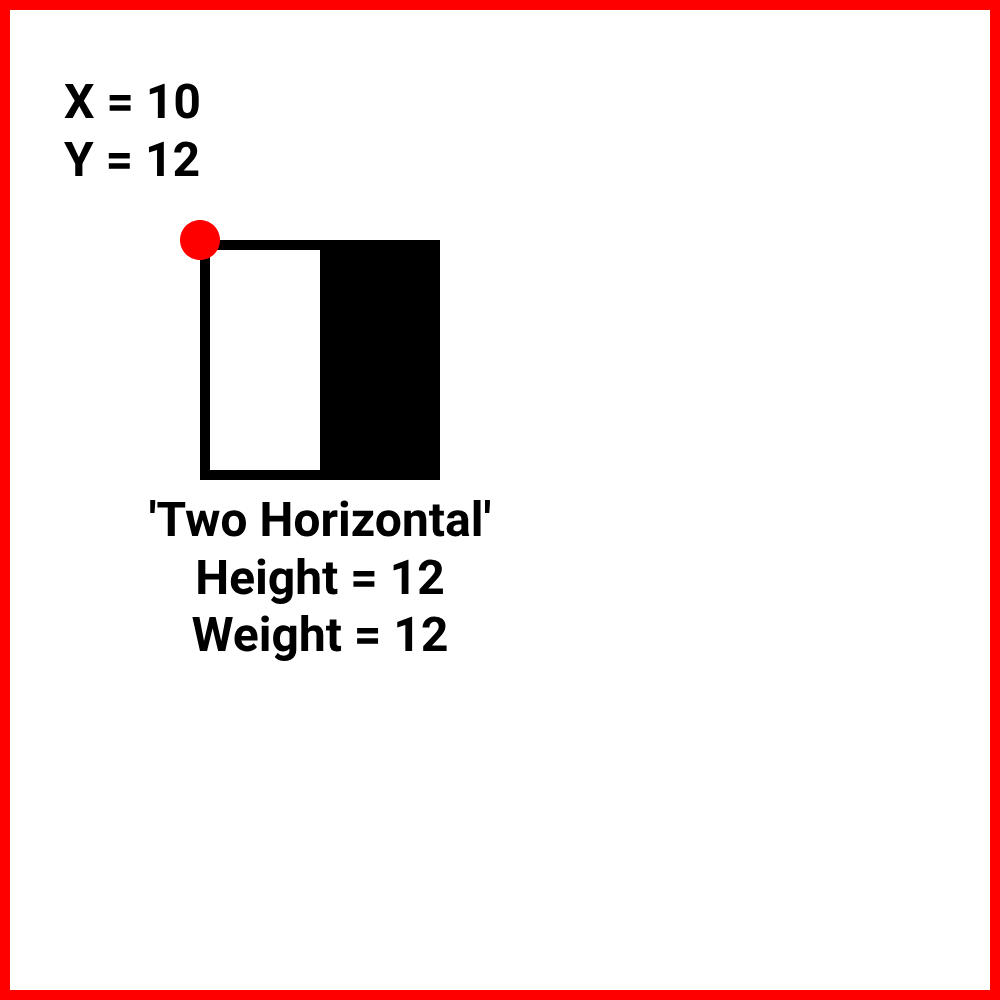 X = 10
Y = 12
'Two Horizontal'
Height = 12
Weight = 12